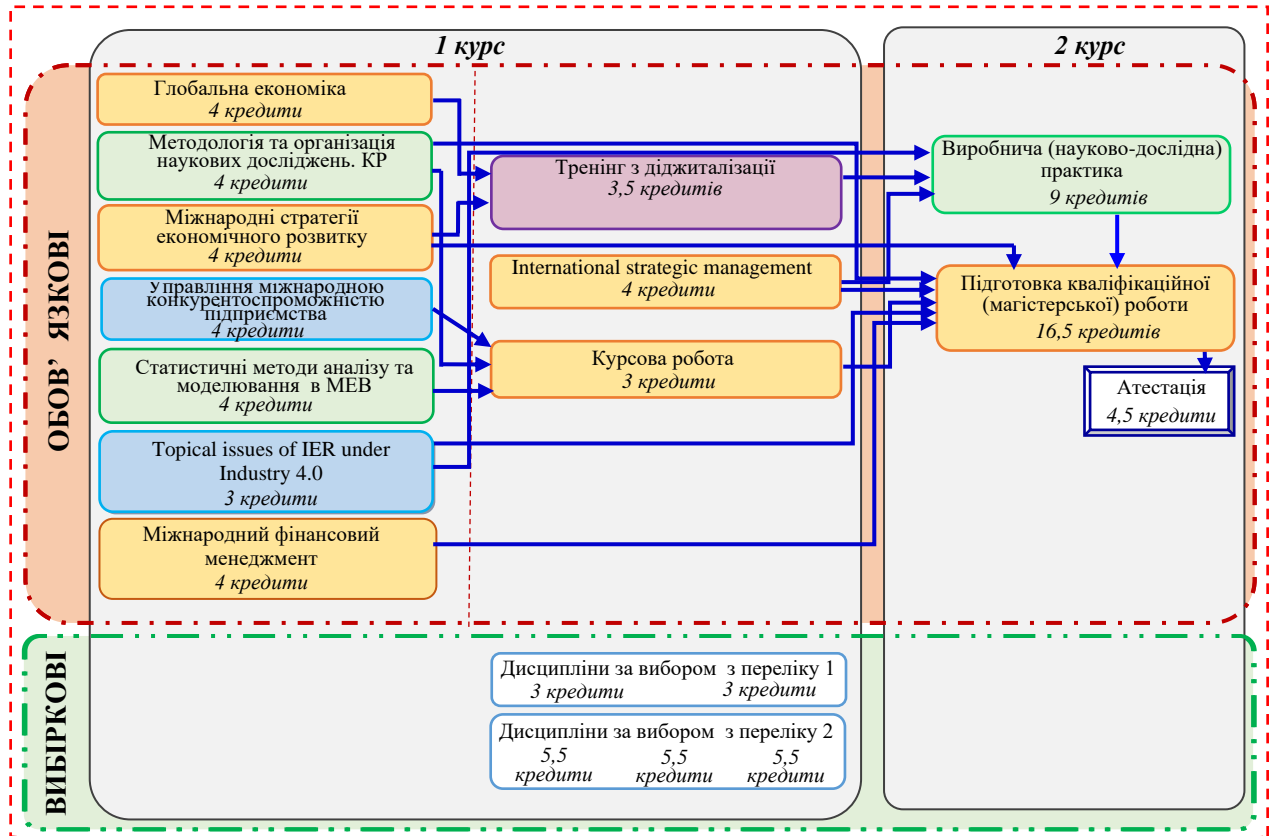 1 курс
2 курс
ОБОВ’ ЯЗКОВІ
Глобальна економіка
4 кредити
Методологія та організація
наукових досліджень. КР
4 кредити
Міжнародні стратегії
економічного розвитку
4 кредити
Управління міжнародною
конкурентоспроможністю
підприємства
4 кредити
Статистичні методи аналізу та
моделювання в МЕВ
4 кредити
Topical issues of IER under
Industry 4.0
3 кредити
Міжнародний фінансовий
менеджмент
4 кредити
Тренінг з діджиталізації
3,5 кредитів
International strategic management
4 кредити
Курсова робота
3 кредити
Виробнича (науково-дослідна)
практика
9 кредитів
Підготовка кваліфікаційної
(магістерської) роботи
16,5 кредитів
Атестація
4,5 кредити
ВИБІРКОВІ
Дисципліни за вибором з переліку 1
3 кредити 3 кредити
Дисципліни за вибором з переліку 2
5,5 5,5 5,5
кредити кредити кредити